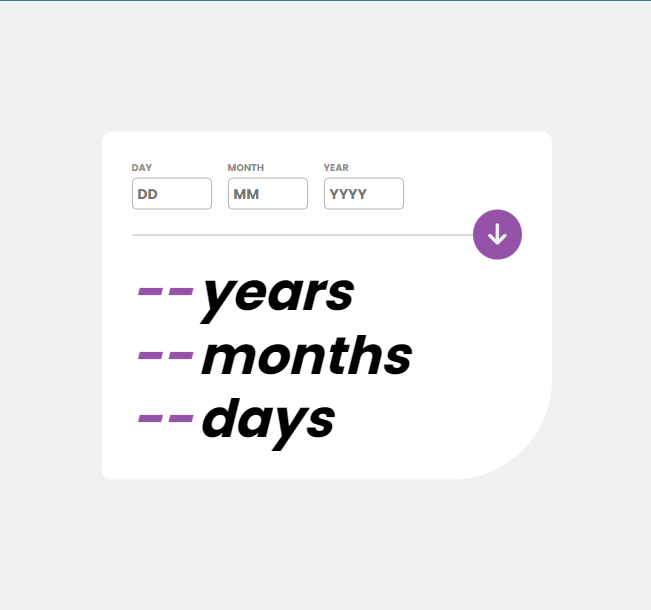 DAY MONTH YEAR
DD MM YYYY
--years
--months
--days